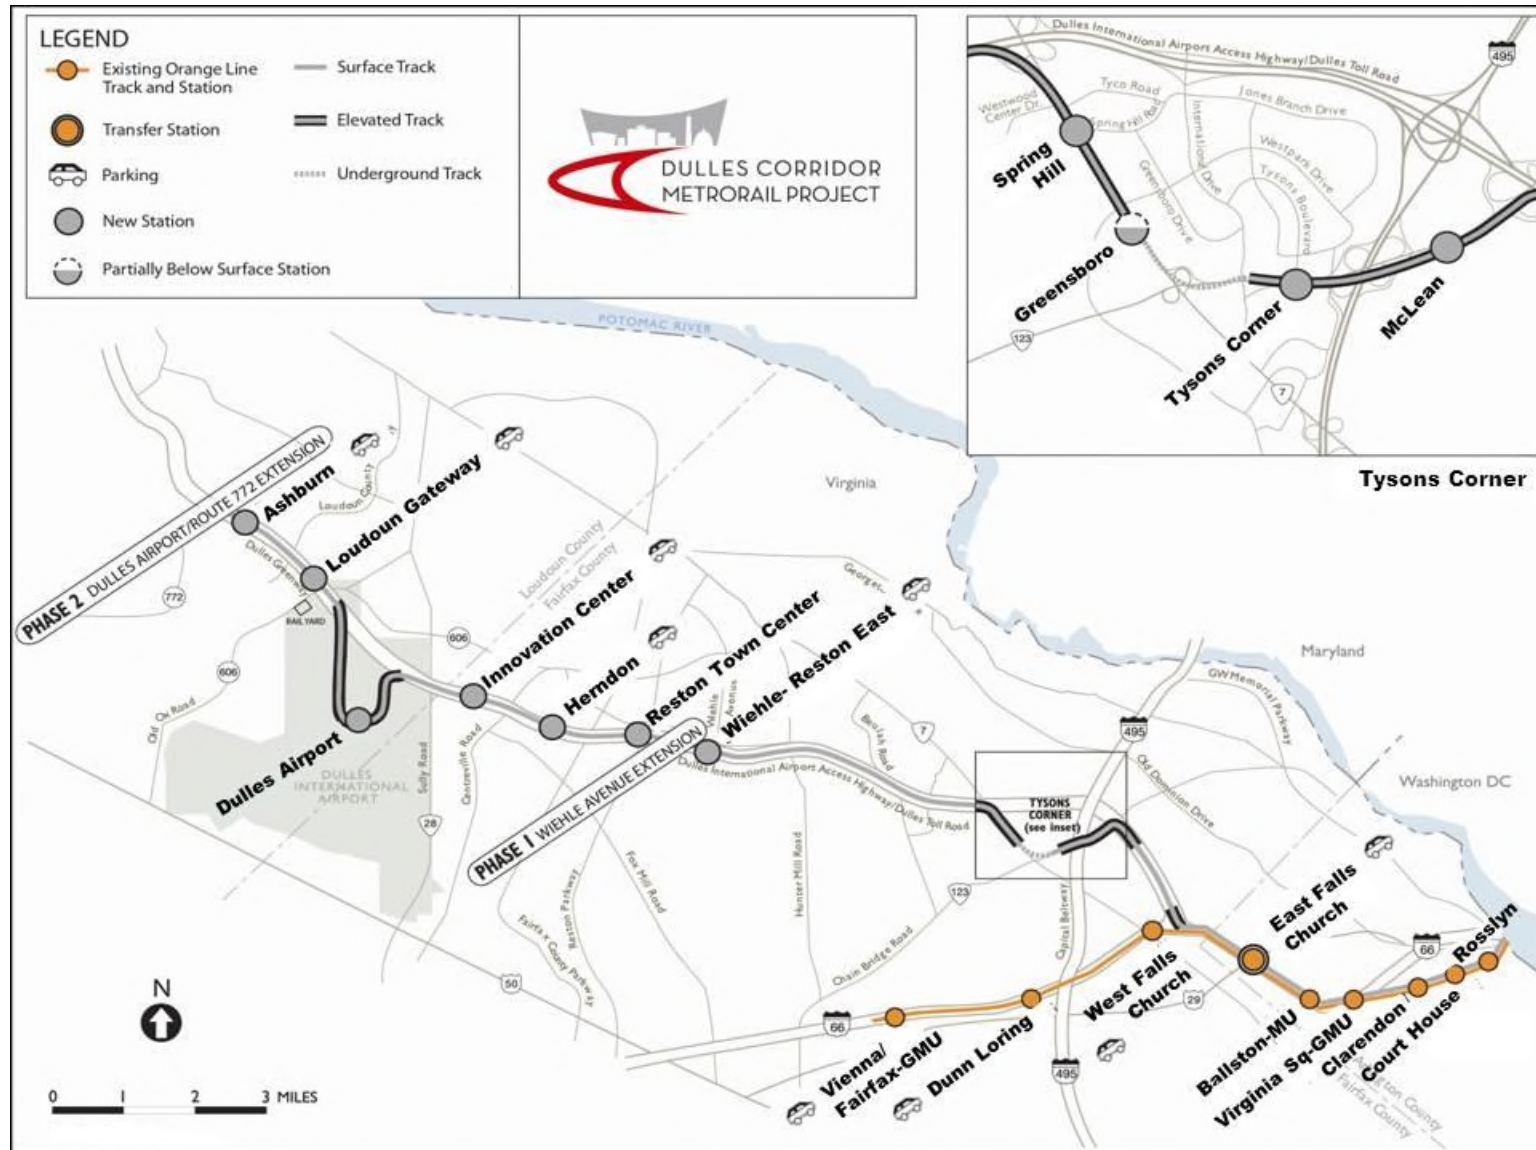 LEGEND
Existing Orange Line
Track and Station
Transfer Station
Parking
New Station
Partially Below Surface Station
Surface Track
Elevated Track
Underground Track
DULLES CORRIDOR
METRORAIL PROJECT
Dulles International Airport Access Highway/Dulles Toll Road
495
Westwood
Center Dr.
Tyco Road
Spring Hill Road
International Drive
Jones Branch Drive
Westpark Drive
Tysons Boulevard
Greensboro Drive
Spring
Hill
Greensboro
Tysons Corner
McLean
123
7
Tysons Corner
POTOMAC RIVER
Virginia
Maryland
Washington DC
PHASE 2 DULLES AIRPORT/ROUTE 772 EXTENSION
Ashburn
Loudoun County
Loudoun Gateway
Dulles Greenway
772
RAIL YARD
606
606
Old Ox Road
Loudoun County
Fairfax County
Innovation Center
Herndon
Reston Town Center
Wiehle- Reston East
Wiehle
Avenue
Dulles Airport
DULLES
INTERNATIONAL
AIRPORT
Sully Road
Centreville Road
28
PHASE 1 WIEHLE AVENUE EXTENSION
Dulles International Airport Access Highway/Dulles Toll Road
Beulah Road
7
TYSONS
CORNER
(see inset)
495
GW Memorial Parkway
Old Dominion Drive
Fox Mill Road
Reston Parkway
Fairfax County Parkway
Hunter Mill Road
123
Chain Bridge Road
Capital Beltway
50
66
East Falls
Church
66
Rosslyn
West Falls
Church
29
495
Vienna/
Fairfax-GMU
Dunn Loring
Ballston-MU
Virginia Sq-GMU
Clarendon
Court House
Arlington County
Fairfax County
N
0 1 2 3 MILES